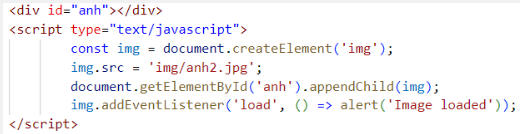 <div id="anh"></div>
<script type="text/javascript">
const img = document.createElement('img');
img.src = 'img/anh2.jpg';
document.getElementById('anh').appendChild(img);
img.addEventListener('load', () => alert('Image loaded'));
</script>